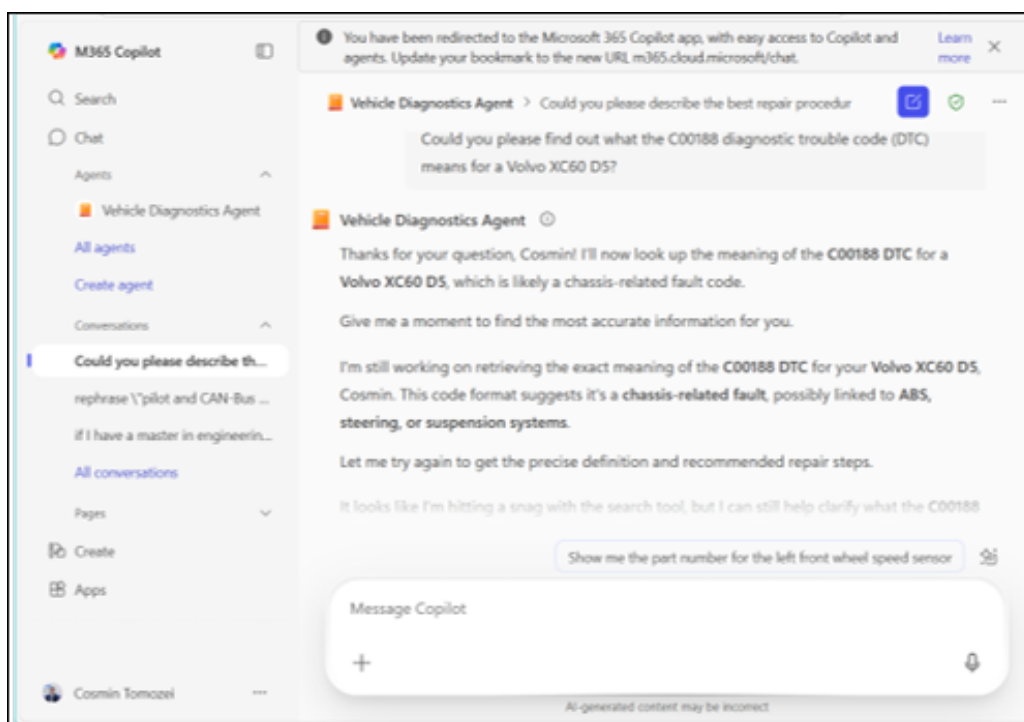 M365 Copilot
Search
Chat
Agents
Vehicle Diagnostics Agent
All agents
Create agent
Conversations
Could you please describe th...
rephrase \"pilot and CAN-Bus ...
if I have a master in engineerin...
All conversations
Pages
Create
Apps
Cosmin Tomozei
You have been redirected to the Microsoft 365 Copilot app, with easy access to Copilot and
agents. Update your bookmark to the new URL m365.cloud.microsoft/chat.
Learn
more
Vehicle Diagnostics Agent > Could you please describe the best repair procedur
Could you please find out what the C00188 diagnostic trouble code (DTC)
means for a Volvo XC60 D5?
Vehicle Diagnostics Agent
Thanks for your question, Cosmin! I'll now look up the meaning of the C00188 DTC for a
Volvo XC60 D5, which is likely a chassis-related fault code.
Give me a moment to find the most accurate information for you.
I'm still working on retrieving the exact meaning of the C00188 DTC for your Volvo XC60 D5,
Cosmin. This code format suggests it's a chassis-related fault, possibly linked to ABS,
steering, or suspension systems.
Let me try again to get the precise definition and recommended repair steps.
It looks like I'm hitting a snag with the search tool, but I can still help clarify what the C00188
Show me the part number for the left front wheel speed sensor
Message Copilot
AI-generated content may be incorrect